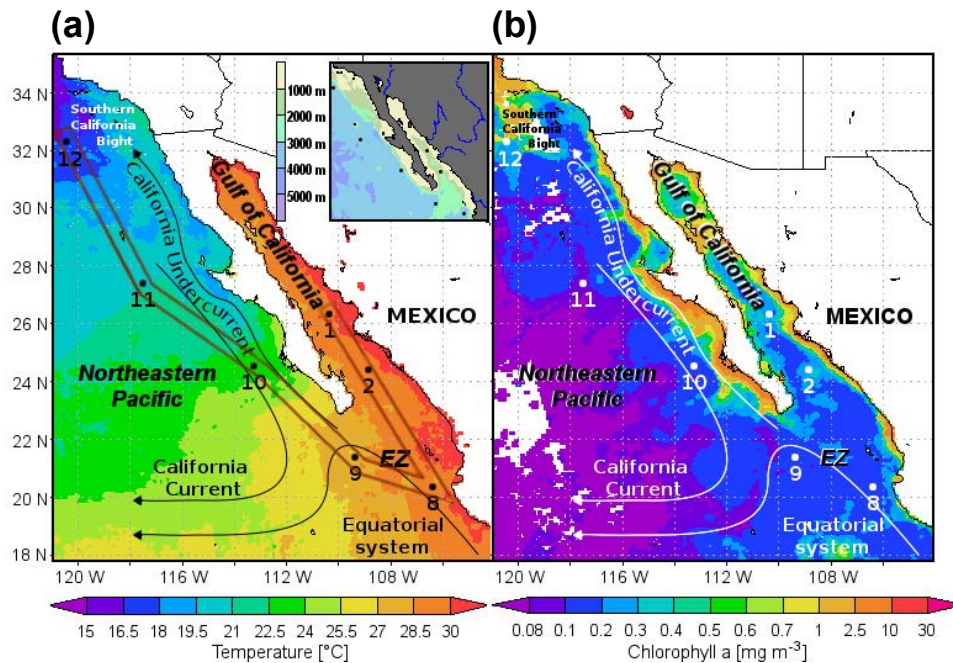 (a)
34 N
32 N
30 N
28 N
26 N
24 N
22 N
20 N
18 N
120 W
116 W
112 W
108 W
Southern
California
Bight
12
11
10
9
8
1
2
California Undercurrent
Gulf of California
MEXICO
Northeastern
Pacific
California
Current
EZ
Equatorial
system
1000 m
2000 m
3000 m
4000 m
5000 m
15 16.5 18 19.5 21 22.5 24 25.5 27 28.5 30
Temperature [°C]
(b)
120 W
116 W
112 W
108 W
Southern
California
Bight
12
11
10
9
8
1
2
California Undercurrent
Gulf of California
MEXICO
Northeastern
Pacific
California
Current
EZ
Equatorial
system
0.08 0.1 0.2 0.3 0.4 0.5 0.6 0.7 1 2.5 10 30
Chlorophyll a [mg m⁻³]